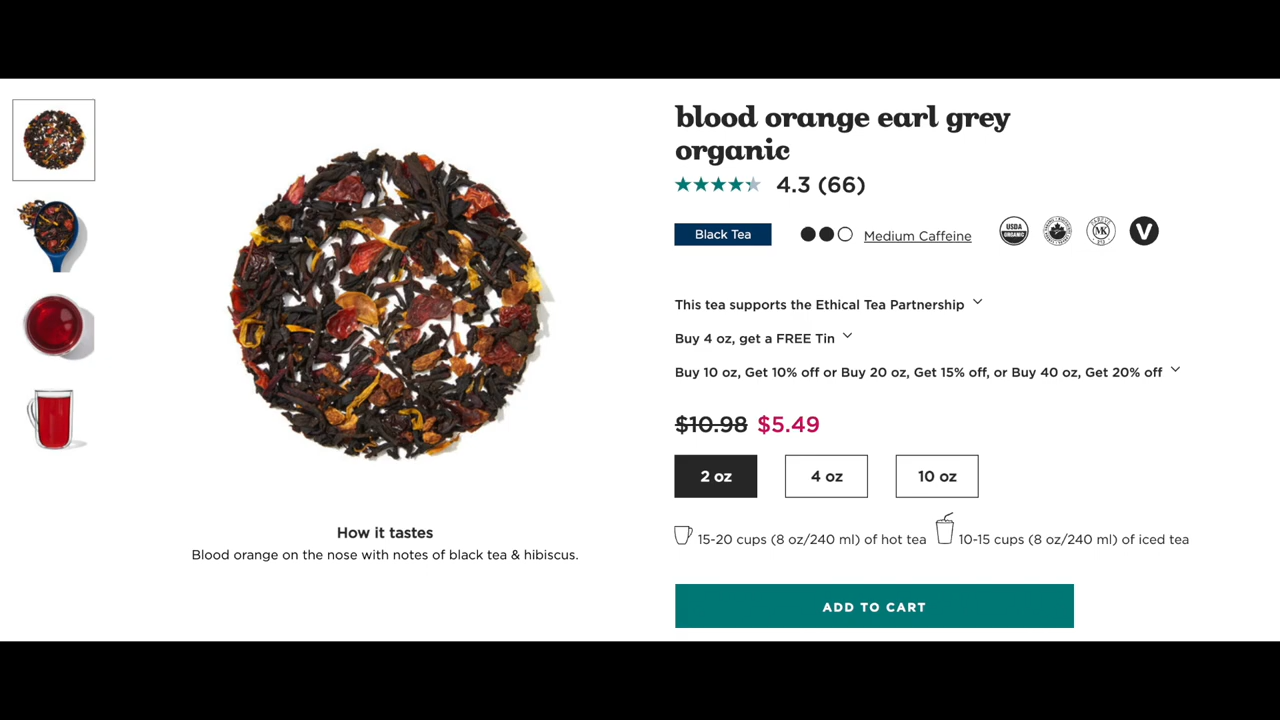 blood orange earl grey
organic
4.3 (66)
Black Tea
Medium Caffeine
USDA
ORGANIC
MK
V
This tea supports the Ethical Tea Partnership
Buy 4 oz, get a FREE Tin
Buy 10 oz, Get 10% off or Buy 20 oz, Get 15% off, or Buy 40 oz, Get 20% off
$10.98 $5.49
2 oz
4 oz
10 oz
15-20 cups (8 oz/240 ml) of hot tea
10-15 cups (8 oz/240 ml) of iced tea
ADD TO CART
How it tastes
Blood orange on the nose with notes of black tea & hibiscus.